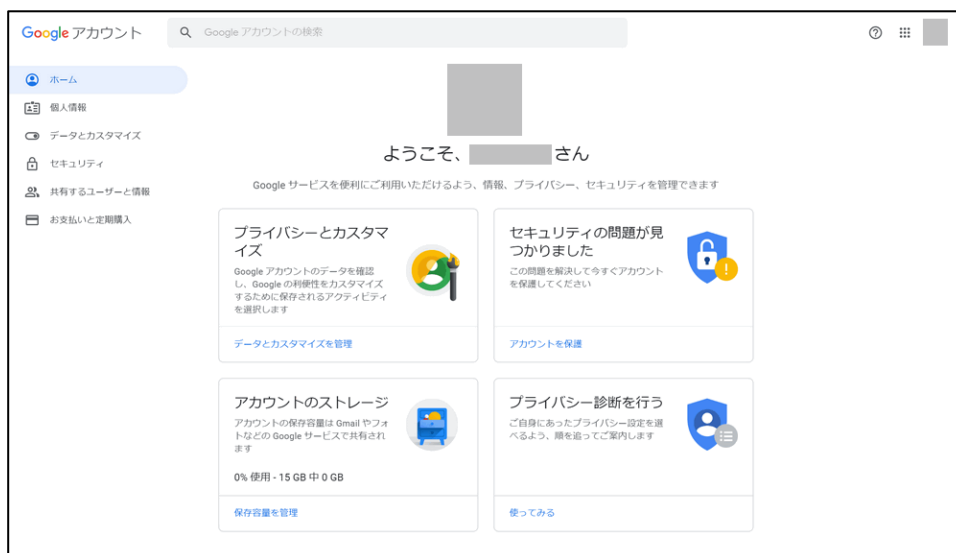 Google アカウント
Google アカウントの検索
ホーム
個人情報
データとカスタマイズ
セキュリティ
共有するユーザーと情報
お支払いと定期購入
ようこそ、 さん
Google サービスを便利にご利用いただけるよう、情報、プライバシー、セキュリティを管理できます
プライバシーとカスタマ
イズ
Google アカウントのデータを確認
し、Google の利便性をカスタマイズ
するために保存されるアクティビティ
を選択します
データとカスタマイズを管理
セキュリティの問題が見
つかりました
この問題を解決して今すぐアカウント
を保護してください
アカウントを保護
アカウントのストレージ
アカウントの保存容量は Gmail やフォ
トなどの Google サービスで共有され
ます
0% 使用 - 15 GB 中 0 GB
保存容量を管理
プライバシー診断を行う
ご自身にあったプライバシー設定を選
べるよう、順を追ってご案内します
使ってみる